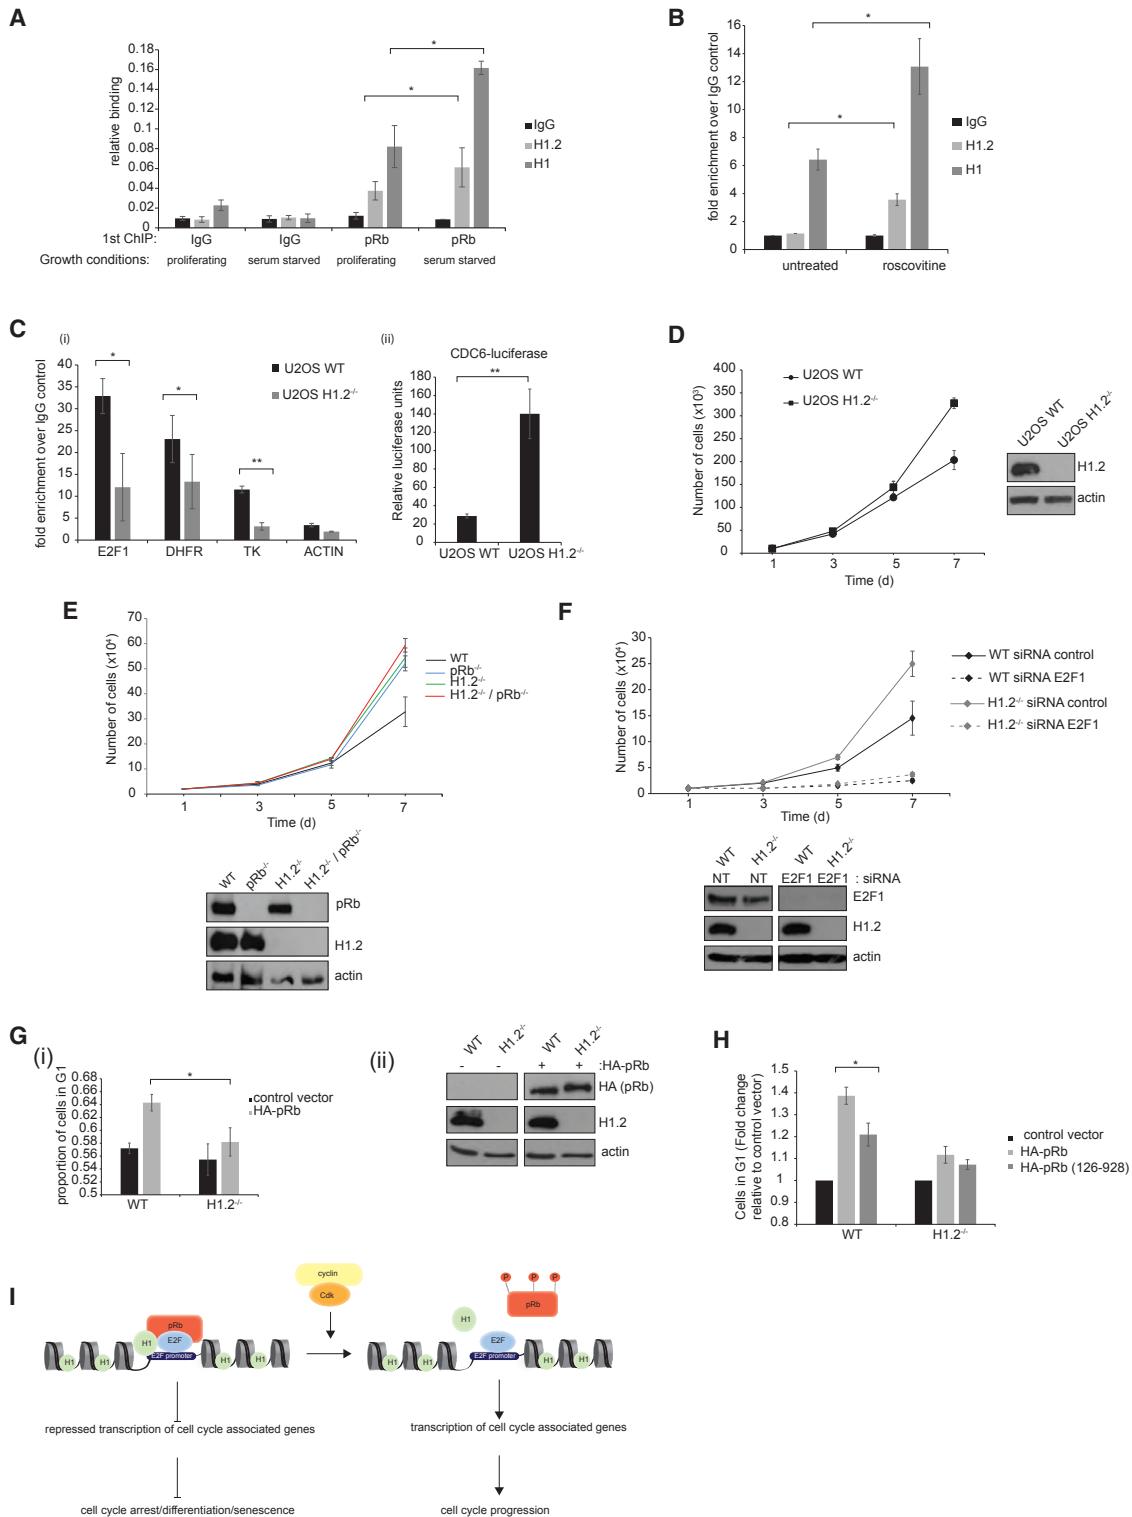 A
relative binding
0.18
0.16
0.14
0.12
0.1
0.08
0.06
0.04
0.02
0
*
*
IgG
H1.2
H1
1st ChIP: IgG IgG pRb pRb
Growth conditions: proliferating serum starved proliferating serum starved
B
fold enrichment over IgG control
16
14
12
10
8
6
4
2
0
*
*
IgG
H1.2
H1
untreated roscovitine
C
(i)
fold enrichment over IgG control
40
35
30
25
20
15
10
5
0
*
*
**
U2OS WT
U2OS H1.2-/-
E2F1 DHFR TK ACTIN
(ii)
CDC6-luciferase
Relative luciferase units
180
160
140
120
100
80
60
40
20
0
**
U2OS WT U2OS H1.2-/-
D
Number of cells (x10³)
400
350
300
250
200
150
100
50
0
U2OS WT
U2OS H1.2-/-
1 3 5 7
Time (d)
U2OS WT U2OS H1.2-/-
H1.2
actin
E
Number of cells (x10⁴)
70
60
50
40
30
20
10
0
WT
pRb-/-
H1.2-/-
H1.2-/- / pRb-/-
1 3 5 7
Time (d)
WT pRb-/- H1.2-/- H1.2-/- / pRb-/-
pRb
H1.2
actin
F
Number of cells (x10⁴)
30
25
20
15
10
5
0
WT siRNA control
WT siRNA E2F1
H1.2-/- siRNA control
H1.2-/- siRNA E2F1
1 3 5 7
Time (d)
WT H1.2-/- WT H1.2-/-
NT NT E2F1 E2F1 : siRNA
E2F1
H1.2
actin
G
(i)
proportion of cells in G1
0.68
0.66
0.64
0.62
0.6
0.58
0.56
0.54
0.52
0.5
*
control vector
HA-pRb
WT H1.2-/-
(ii)
WT H1.2-/- WT H1.2-/-
- - + + :HA-pRb
HA (pRb)
H1.2
actin
H
Cells in G1 (Fold change
relative to control vector)
1.5
1.4
1.3
1.2
1.1
1
0.9
0.8
*
control vector
HA-pRb
HA-pRb (126-928)
WT H1.2-/-
I
cyclin
Cdk
P P P
pRb
H1
pRb
H1 E2F
E2F promoter
H1 H1 H1 H1
E2F
E2F promoter
H1 H1 H1 H1
repressed transcription of cell cycle associated genes
transcription of cell cycle associated genes
cell cycle arrest/differentiation/senescence
cell cycle progression